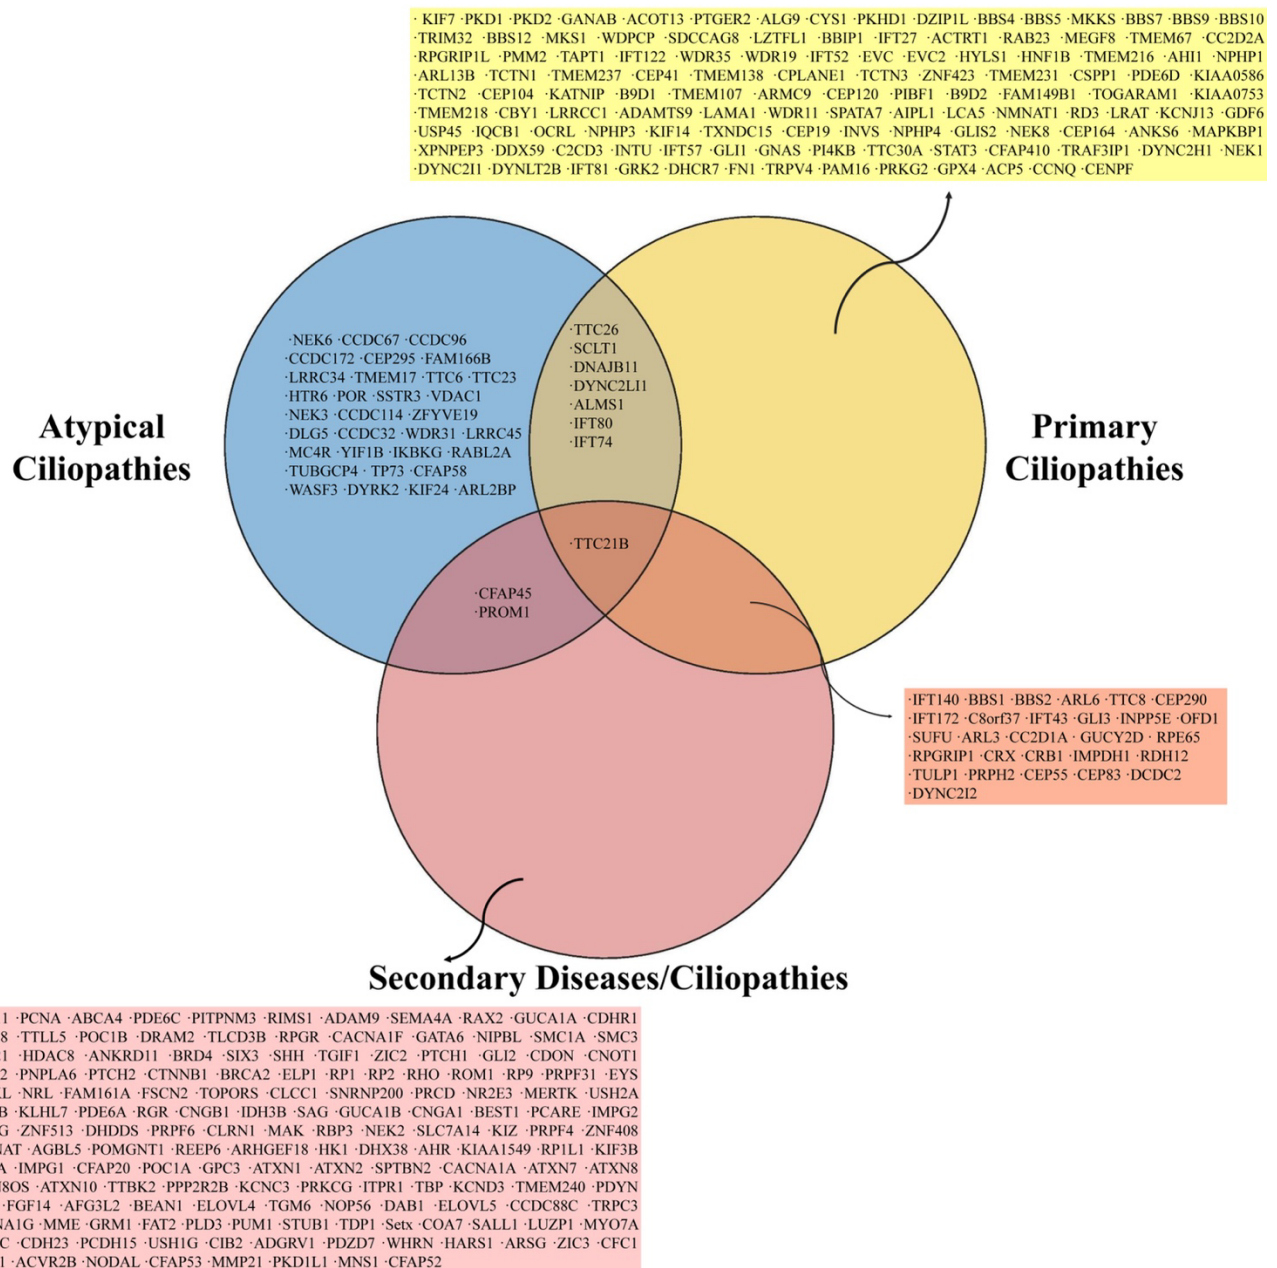 · KIF7 ·PKD1 ·PKD2 ·GANAB ·ACOT13 ·PTGER2 ·ALG9 ·CYS1 ·PKHD1 ·DZIP1L ·BBS4 ·BBS5 ·MKKS ·BBS7 ·BBS9 ·BBS10
·TRIM32 ·BBS12 ·MKS1 ·WDPCP ·SDCCAG8 ·LZTFL1 ·BBIP1 ·IFT27 ·ACTRT1 ·RAB23 ·MEGF8 ·TMEM67 ·CC2D2A
·RPGRIP1L ·PMM2 ·TAPT1 ·IFT122 ·WDR35 ·WDR19 ·IFT52 ·EVC ·EVC2 ·HYLS1 ·HNF1B ·TMEM216 ·AHI1 ·NPHP1
·ARL13B ·TCTN1 ·TMEM237 ·CEP41 ·TMEM138 ·CPLANE1 ·TCTN3 ·ZNF423 ·TMEM231 ·CSPP1 ·PDE6D ·KIAA0586
·TCTN2 ·CEP104 ·KATNIP ·B9D1 ·TMEM107 ·ARMC9 ·CEP120 ·PIBF1 ·B9D2 ·FAM149B1 ·TOGARAM1 ·KIAA0753
·TMEM218 ·CBY1 ·LRRCC1 ·ADAMTS9 ·LAMA1 ·WDR11 ·SPATA7 ·AIPL1 ·LCA5 ·NMNAT1 ·RD3 ·LRAT ·KCNJ13 ·GDF6
·USP45 ·IQCB1 ·OCRL ·NPHP3 ·KIF14 ·TXNDC15 ·CEP19 ·INVS ·NPHP4 ·GLIS2 ·NEK8 ·CEP164 ·ANKS6 ·MAPKBP1
·XPNPEP3 ·DDX59 ·C2CD3 ·INTU ·IFT57 ·GLI1 ·GNAS ·PI4KB ·TTC30A ·STAT3 ·CFAP410 ·TRAF3IP1 ·DYNC2H1 ·NEK1
·DYNC2I1 ·DYNLT2B ·IFT81 ·GRK2 ·DHCR7 ·FN1 ·TRPV4 ·PAM16 ·PRKG2 ·GPX4 ·ACP5 ·CCNQ ·CENPF
·NEK6 ·CCDC67 ·CCDC96
·CCDC172 ·CEP295 ·FAM166B
·LRRC34 ·TMEM17 ·TTC6 ·TTC23
·HTR6 ·POR ·SSTR3 ·VDAC1
·NEK3 ·CCDC114 ·ZFYVE19
·DLG5 ·CCDC32 ·WDR31 ·LRRC45
·MC4R ·YIF1B ·IKBKG ·RABL2A
·TUBGCP4 · TP73 ·CFAP58
·WASF3 ·DYRK2 ·KIF24 ·ARL2BP
·TTC26
·SCLT1
·DNAJB11
·DYNC2LI1
·ALMS1
·IFT80
·IFT74
Atypical
Ciliopathies
Primary
Ciliopathies
·TTC21B
·CFAP45
·PROM1
·IFT140 ·BBS1 ·BBS2 ·ARL6 ·TTC8 ·CEP290
·IFT172 ·C8orf37 ·IFT43 ·GLI3 ·INPP5E ·OFD1
·SUFU ·ARL3 ·CC2D1A · GUCY2D · RPE65
·RPGRIP1 ·CRX ·CRB1 ·IMPDH1 ·RDH12
·TULP1 ·PRPH2 ·CEP55 ·CEP83 ·DCDC2
·DYNC2I2
Secondary Diseases/Ciliopathies
1 ·PCNA ·ABCA4 ·PDE6C ·PITPNM3 ·RIMS1 ·ADAM9 ·SEMA4A ·RAX2 ·GUCA1A ·CDHR1
8 ·TTLL5 ·POC1B ·DRAM2 ·TLCD3B ·RPGR ·CACNA1F ·GATA6 ·NIPBL ·SMC1A ·SMC3
1 ·HDAC8 ·ANKRD11 ·BRD4 ·SIX3 ·SHH ·TGIF1 ·ZIC2 ·PTCH1 ·GLI2 ·CDON ·CNOT1
2 ·PNPLA6 ·PTCH2 ·CTNNB1 ·BRCA2 ·ELP1 ·RP1 ·RP2 ·RHO ·ROM1 ·RP9 ·PRPF31 ·EYS
L ·NRL ·FAM161A ·FSCN2 ·TOPORS ·CLCC1 ·SNRNP200 ·PRCD ·NR2E3 ·MERTK ·USH2A
B ·KLHL7 ·PDE6A ·RGR ·CNGB1 ·IDH3B ·SAG ·GUCA1B ·CNGA1 ·BEST1 ·PCARE ·IMPG2
G ·ZNF513 ·DHDDS ·PRPF6 ·CLRN1 ·MAK ·RBP3 ·NEK2 ·SLC7A14 ·KIZ ·PRPF4 ·ZNF408
NAT ·AGBL5 ·POMGNT1 ·REEP6 ·ARHGEF18 ·HK1 ·DHX38 ·AHR ·KIAA1549 ·RP1L1 ·KIF3B
A ·IMPG1 ·CFAP20 ·POC1A ·GPC3 ·ATXN1 ·ATXN2 ·SPTBN2 ·CACNA1A ·ATXN7 ·ATXN8
N8OS ·ATXN10 ·TTBK2 ·PPP2R2B ·KCNC3 ·PRKCG ·ITPR1 ·TBP ·KCND3 ·TMEM240 ·PDYN
·FGF14 ·AFG3L2 ·BEAN1 ·ELOVL4 ·TGM6 ·NOP56 ·DAB1 ·ELOVL5 ·CCDC88C ·TRPC3
NA1G ·MME ·GRM1 ·FAT2 ·PLD3 ·PUM1 ·STUB1 ·TDP1 ·Setx ·COA7 ·SALL1 ·LUZP1 ·MYO7A
C ·CDH23 ·PCDH15 ·USH1G ·CIB2 ·ADGRV1 ·PDZD7 ·WHRN ·HARS1 ·ARSG ·ZIC3 ·CFC1
1 ·ACVR2B ·NODAL ·CFAP53 ·MMP21 ·PKD1L1 ·MNS1 ·CFAP52